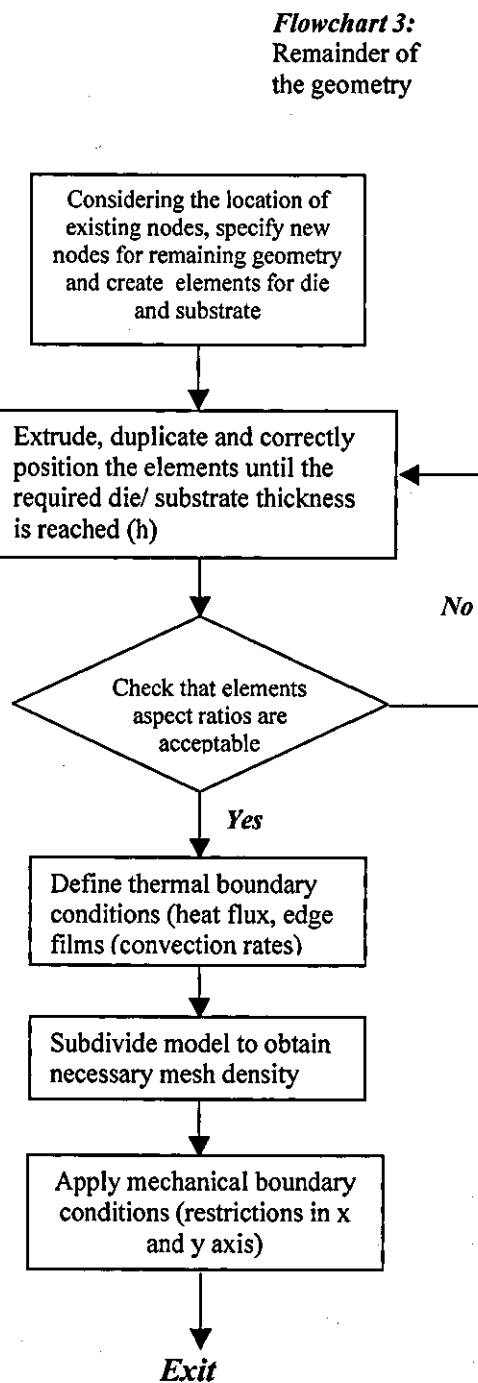 Flowchart 3:
Remainder of
the geometry
Considering the location of
existing nodes, specify new
nodes for remaining geometry
and create elements for die
and substrate
Extrude, duplicate and correctly
position the elements until the
required die/ substrate thickness
is reached (h)
No
Check that elements
aspect ratios are
acceptable
Yes
Define thermal boundary
conditions (heat flux, edge
films (convection rates)
Subdivide model to obtain
necessary mesh density
Apply mechanical boundary
conditions (restrictions in x
and y axis)
Exit